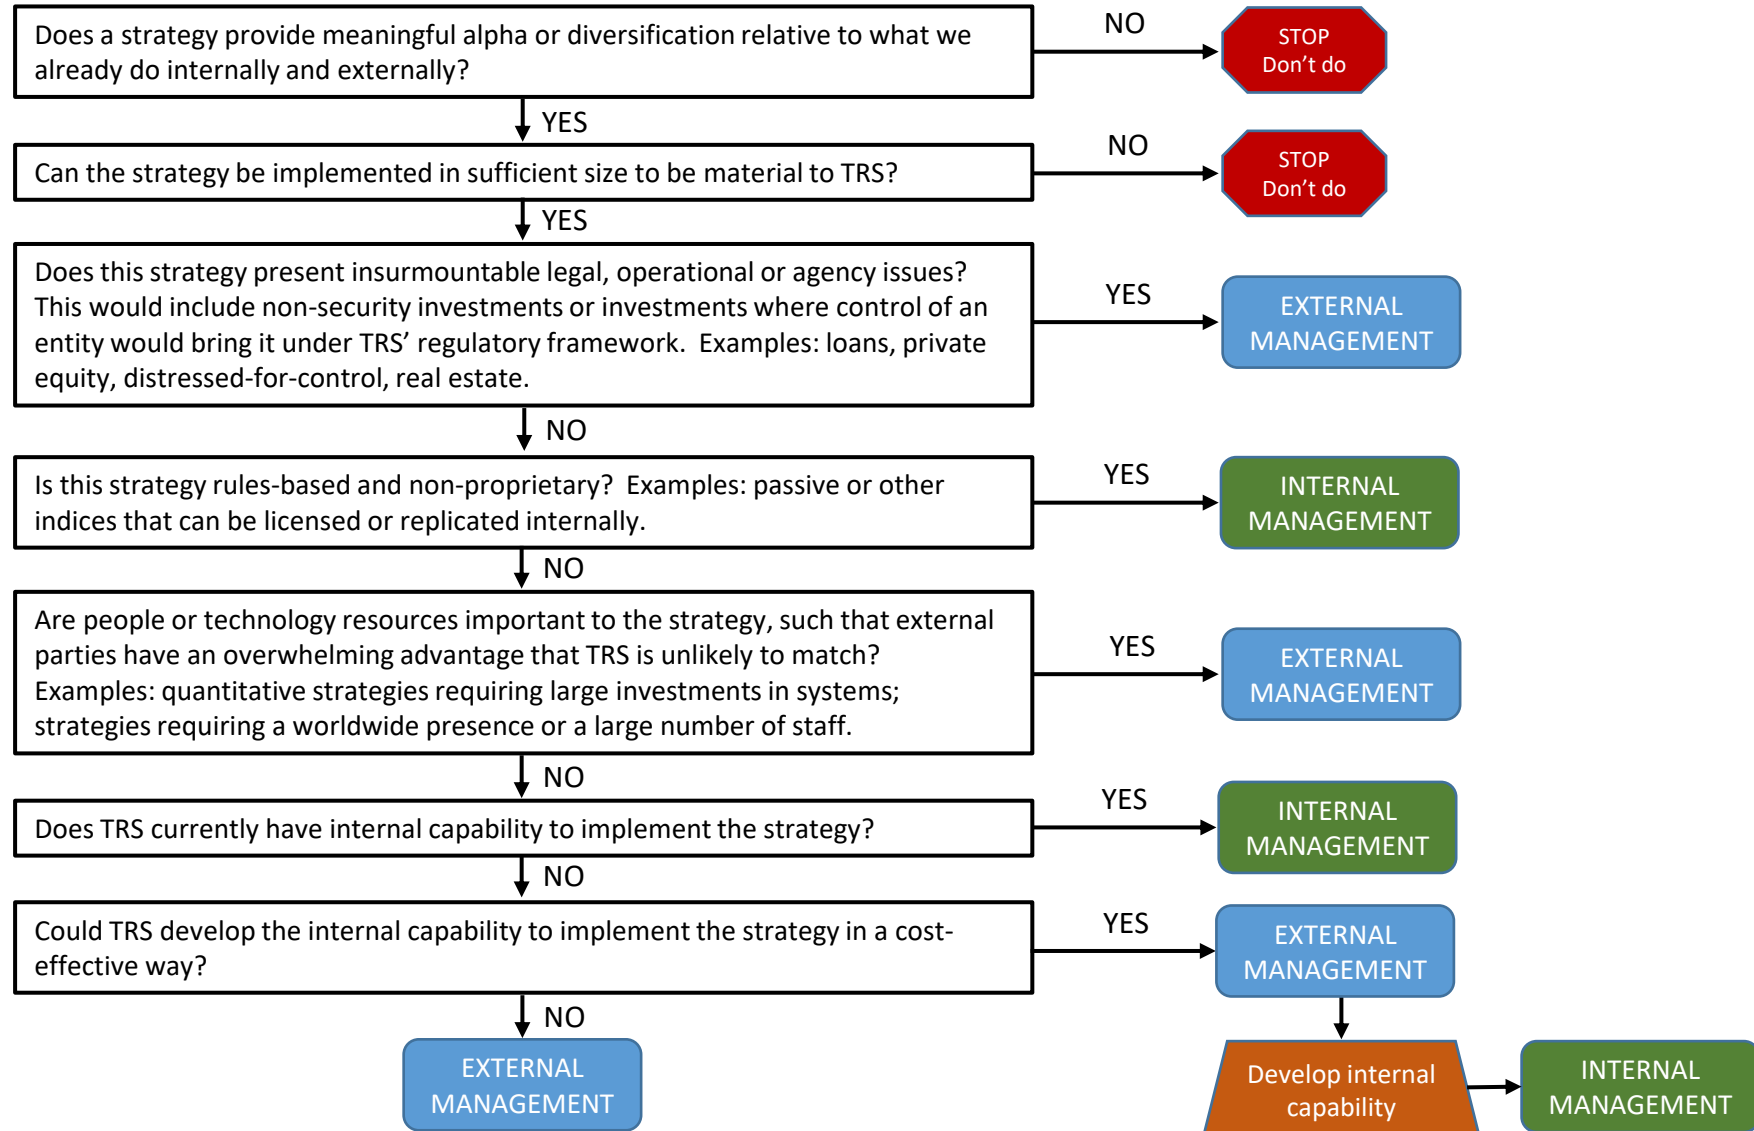 Does a strategy provide meaningful alpha or diversification relative to what we
already do internally and externally?
NO
STOP
Don't do
YES
Can the strategy be implemented in sufficient size to be material to TRS?
NO
STOP
Don't do
YES
Does this strategy present insurmountable legal, operational or agency issues?
This would include non-security investments or investments where control of an
entity would bring it under TRS' regulatory framework.  Examples: loans, private
equity, distressed-for-control, real estate.
YES
EXTERNAL
MANAGEMENT
NO
Is this strategy rules-based and non-proprietary?  Examples: passive or other
indices that can be licensed or replicated internally.
YES
INTERNAL
MANAGEMENT
NO
Are people or technology resources important to the strategy, such that external
parties have an overwhelming advantage that TRS is unlikely to match?
Examples: quantitative strategies requiring large investments in systems;
strategies requiring a worldwide presence or a large number of staff.
YES
EXTERNAL
MANAGEMENT
NO
Does TRS currently have internal capability to implement the strategy?
YES
INTERNAL
MANAGEMENT
NO
Could TRS develop the internal capability to implement the strategy in a cost-
effective way?
YES
EXTERNAL
MANAGEMENT
NO
EXTERNAL
MANAGEMENT
Develop internal
capability
INTERNAL
MANAGEMENT